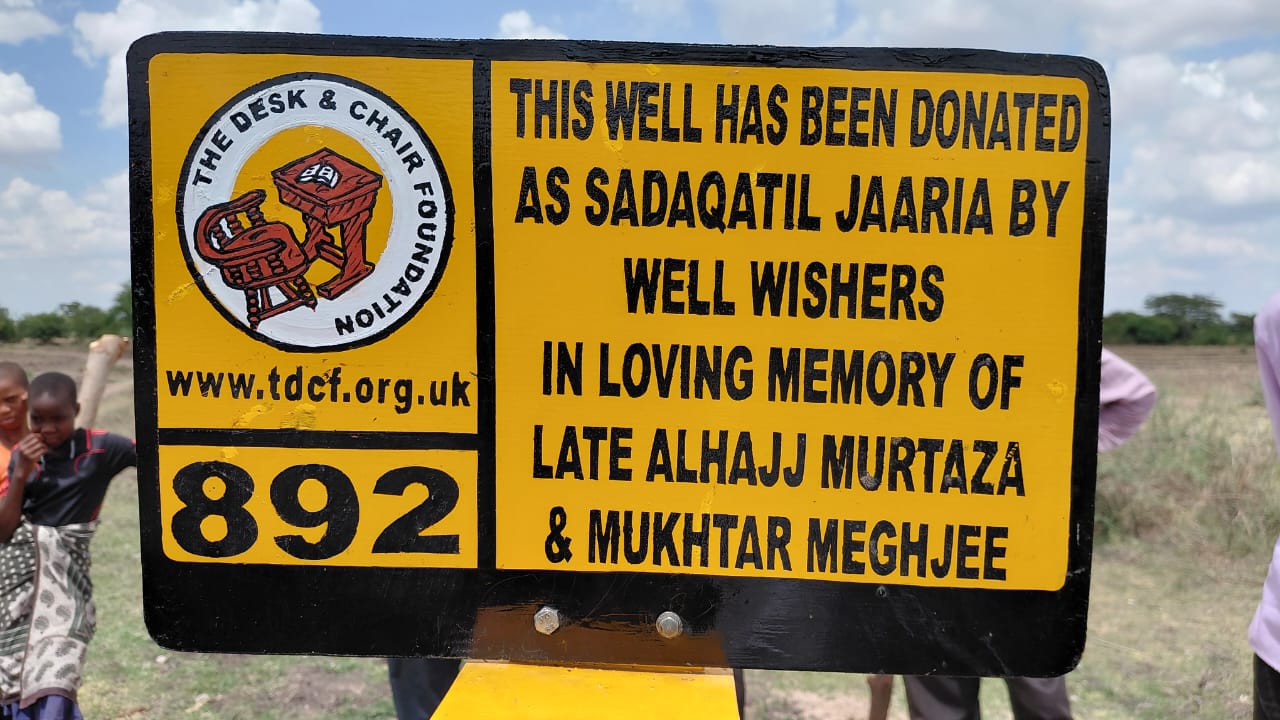 THE DESK & CHAIR FOUNDATION
www.tdcf.org.uk
892
THIS WELL HAS BEEN DONATED
AS SADAQATIL JAARIA BY
WELL WISHERS
IN LOVING MEMORY OF
LATE ALHAJJ MURTAZA
& MUKHTAR MEGHJEE